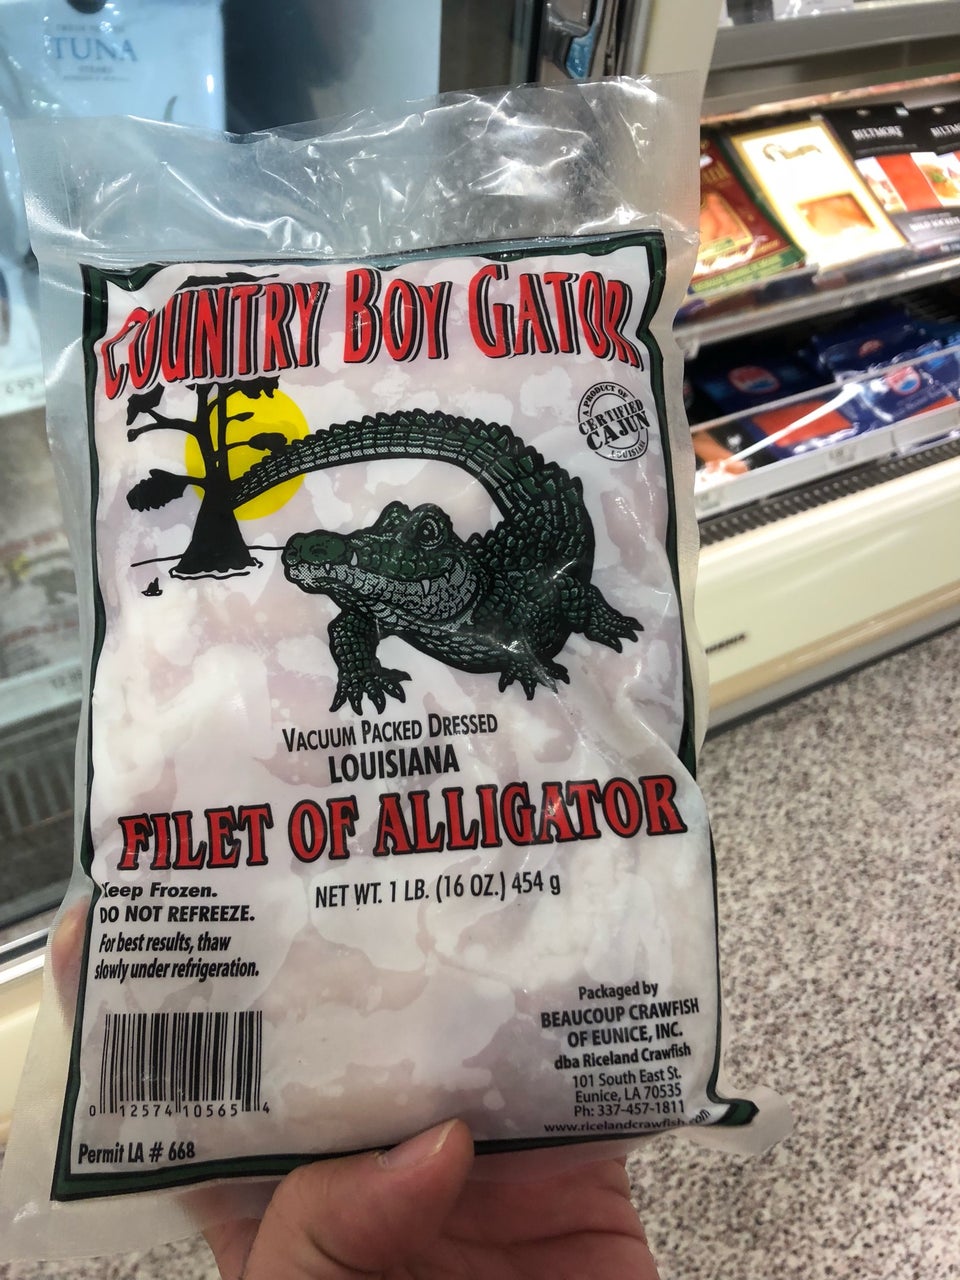 TUNA
BILTMORE
COUNTRY BOY GATOR
A PRODUCT OF
CERTIFIED
CAJUN
LOUISIANA
VACUUM PACKED DRESSED
LOUISIANA
FILET OF ALLIGATOR
Keep Frozen.
DO NOT REFREEZE.
For best results, thaw
slowly under refrigeration.
NET WT. 1 LB. (16 OZ.) 454 g
Packaged by
BEAUCOUP CRAWFISH
OF EUNICE, INC.
dba Riceland Crawfish
101 South East St.
Eunice, LA 70535
Ph: 337-457-1811
www.ricelandcrawfish.com
0 12574 10565 4
Permit LA # 668